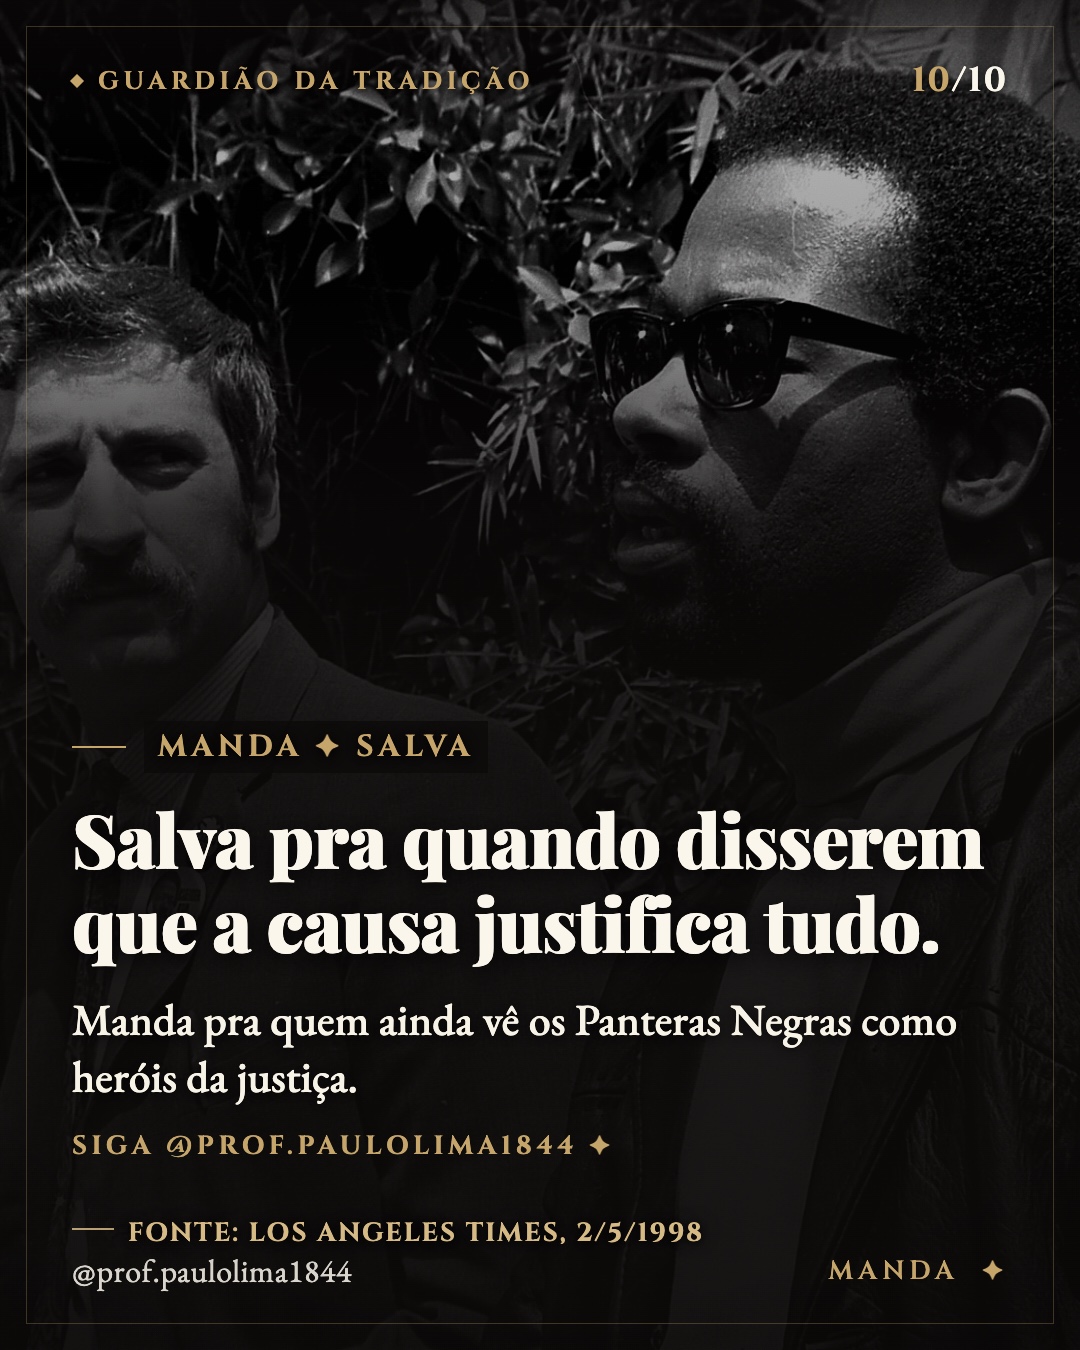 ◆ GUARDIÃO DA TRADIÇÃO
10/10
MANDA ✦ SALVA
Salva pra quando disserem
que a causa justifica tudo.
Manda pra quem ainda vê os Panteras Negras como
heróis da justiça.
SIGA @PROF.PAULOLIMA1844 ✦
FONTE: LOS ANGELES TIMES, 2/5/1998
@prof.paulolima1844
MANDA ✦